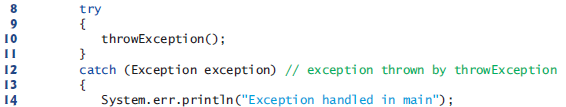 8 try
9 {
10 throwException();
11 }
12 catch (Exception exception) // exception thrown by throwException
13 {
14 System.err.println("Exception handled in main");